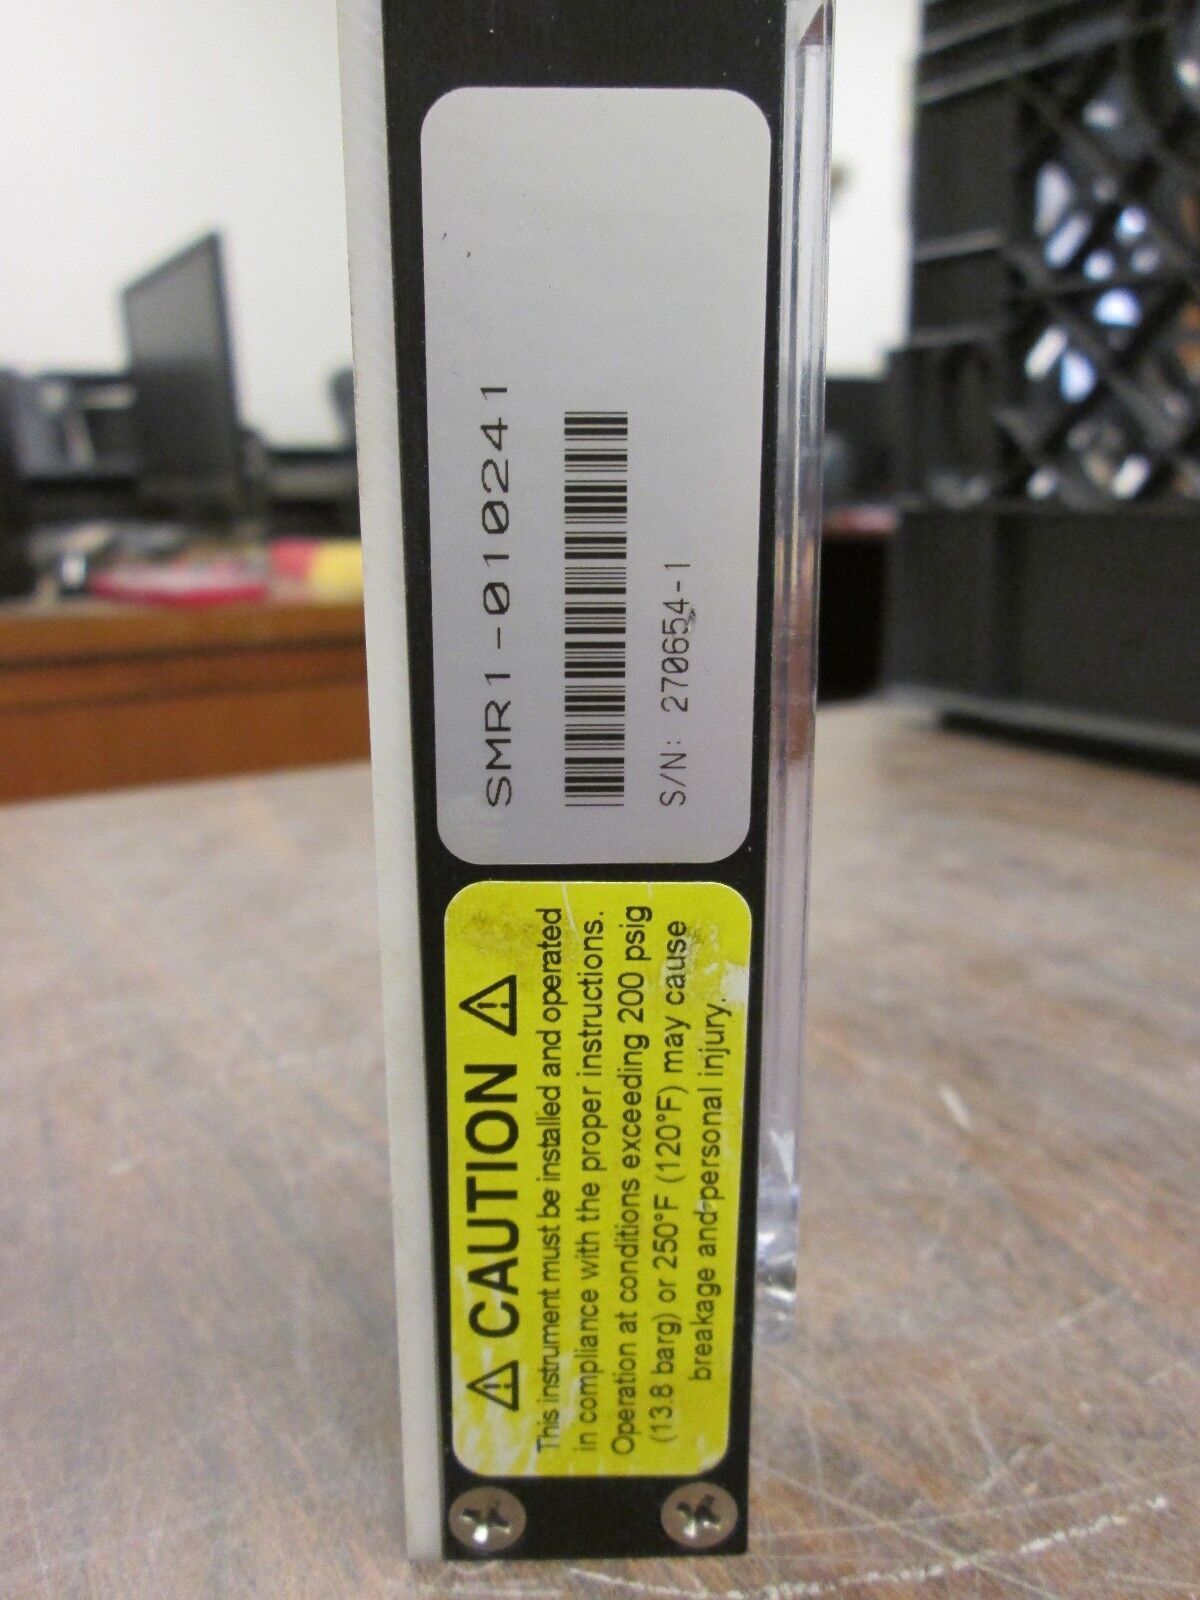 SMR1-010241
S/N: 270654-1
⚠ CAUTION ⚠
This instrument must be installed and operated
in compliance with the proper instructions.
Operation at conditions exceeding 200 psig
(13.8 barg) or 250°F (120°F) may cause
breakage and personal injury.